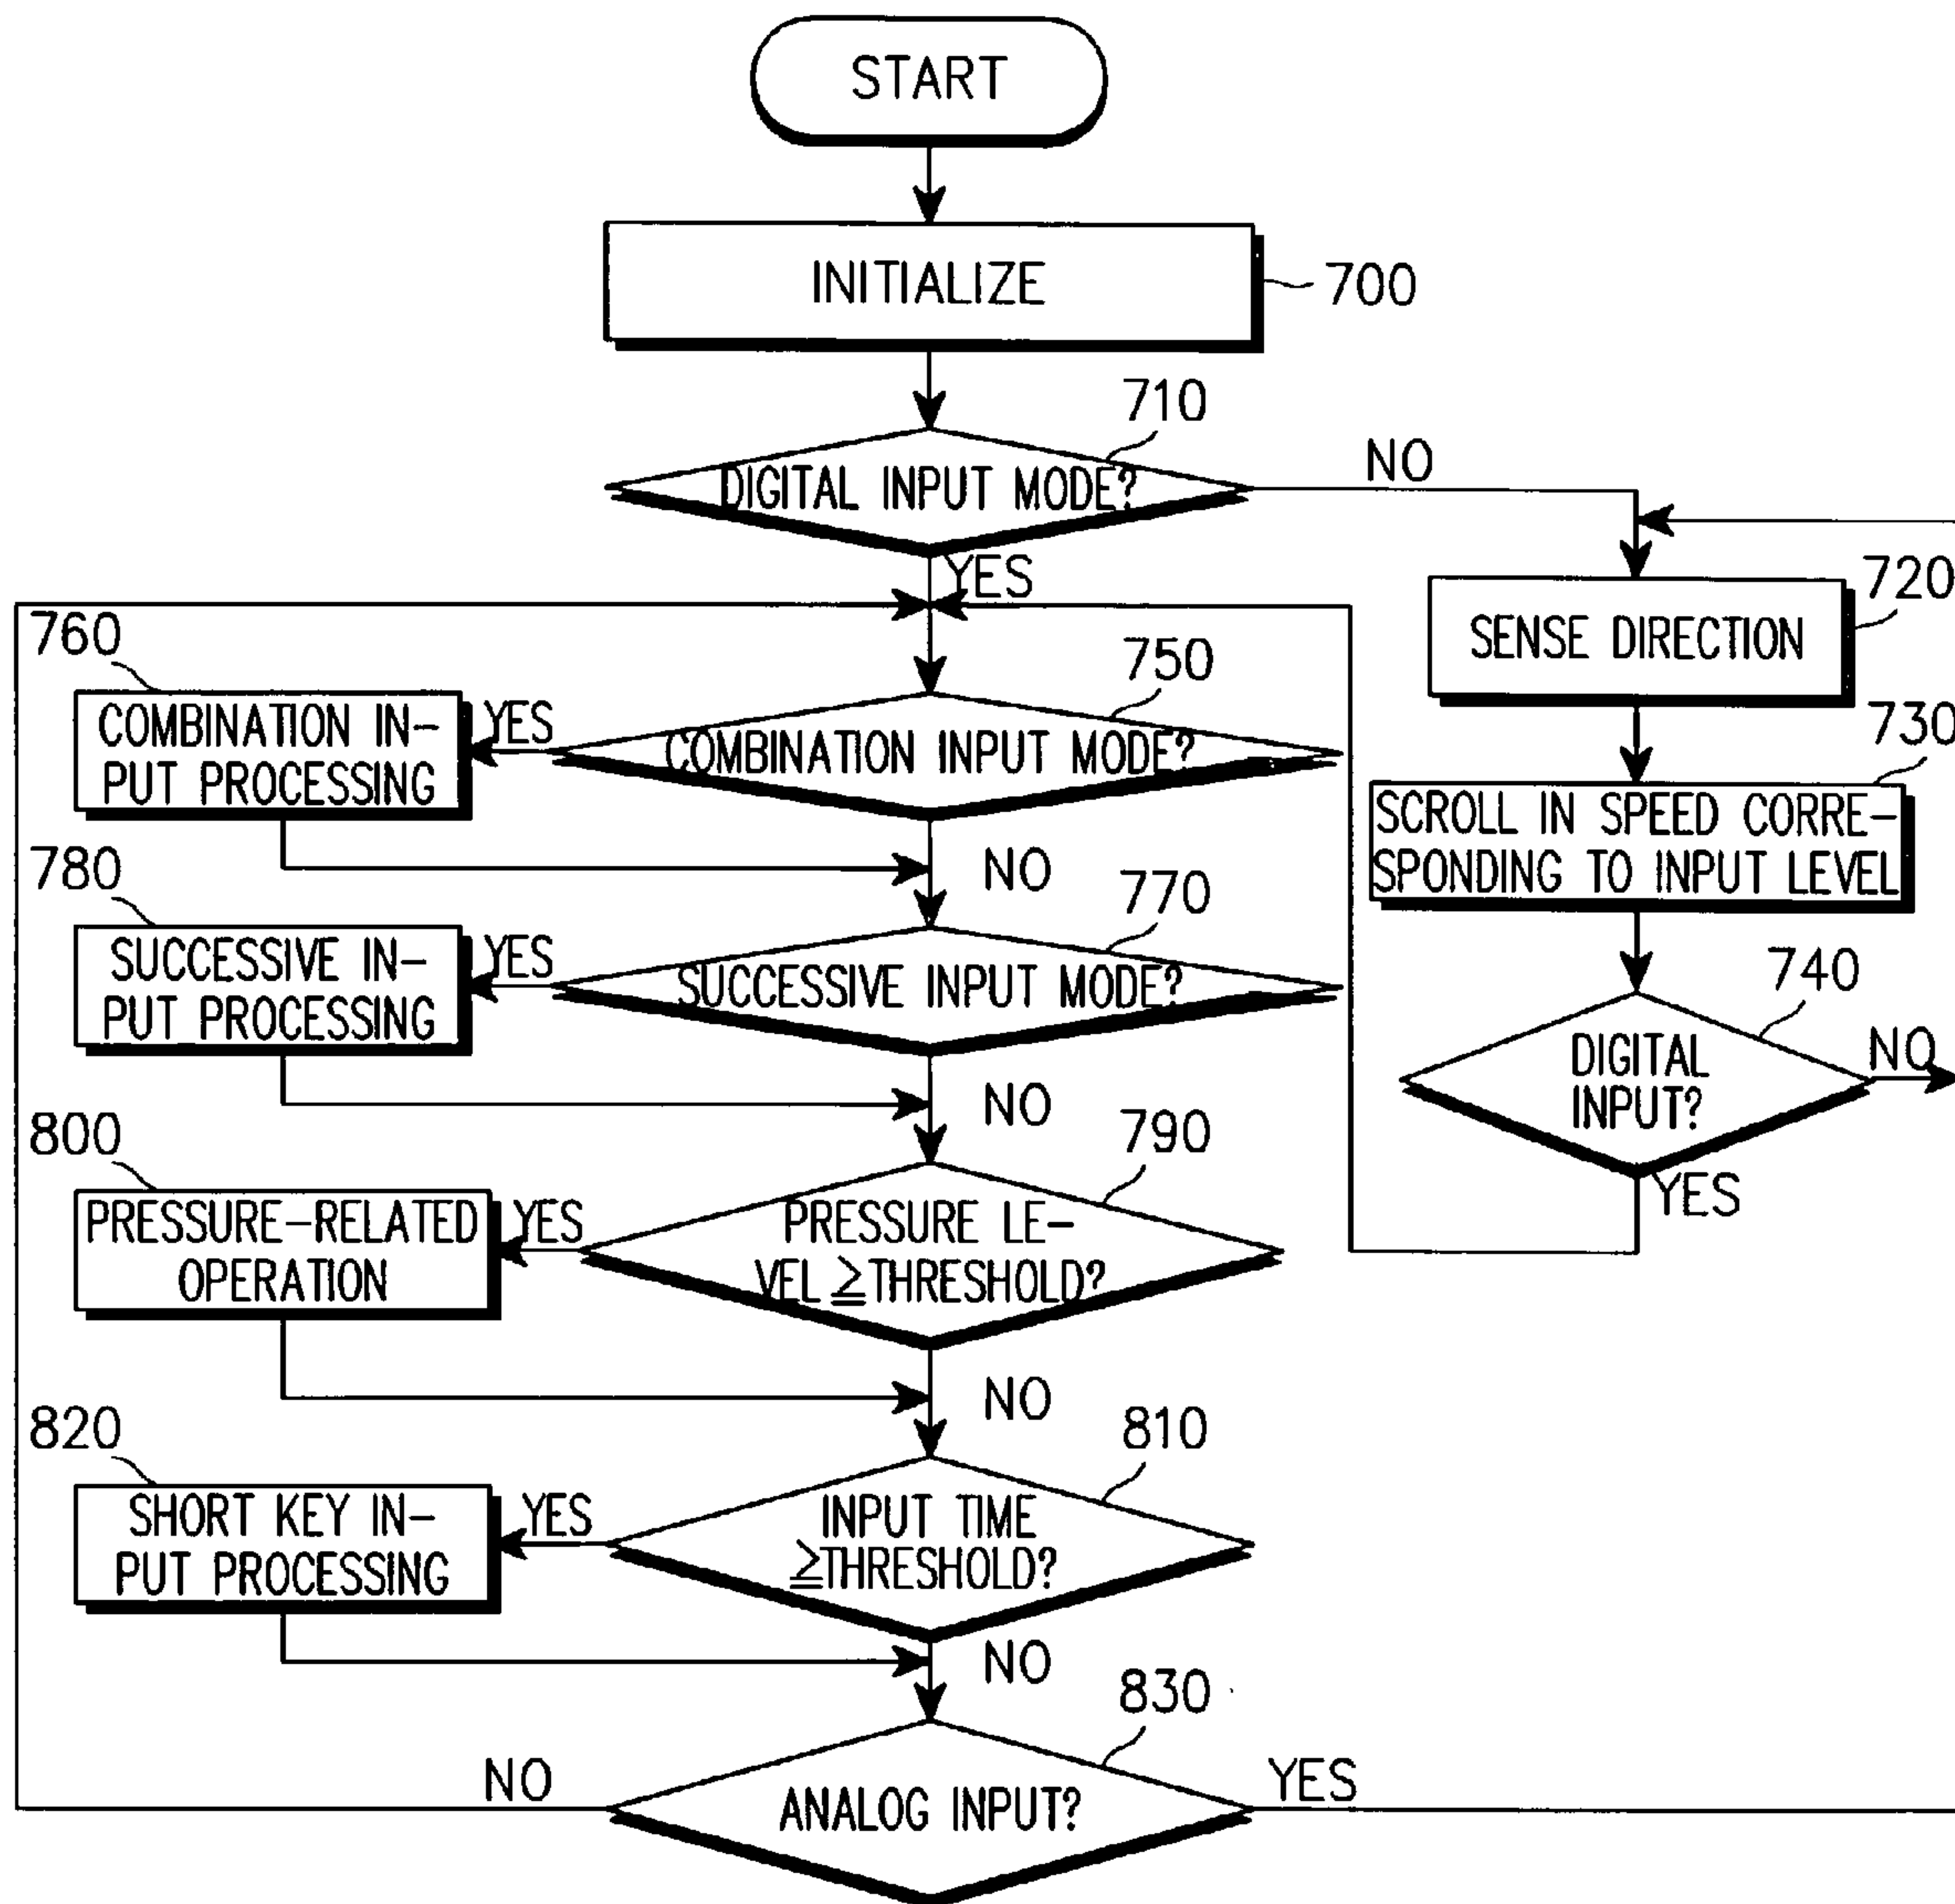 START
INITIALIZE
700
710
DIGITAL INPUT MODE?
NO
YES
720
SENSE DIRECTION
730
SCROLL IN SPEED CORRE-
SPONDING TO INPUT LEVEL
740
DIGITAL
INPUT?
NO
YES
750
COMBINATION INPUT MODE?
YES
760
COMBINATION IN-
PUT PROCESSING
NO
770
SUCCESSIVE INPUT MODE?
YES
780
SUCCESSIVE IN-
PUT PROCESSING
NO
790
PRESSURE LE-
VEL ≧THRESHOLD?
YES
800
PRESSURE-RELATED
OPERATION
NO
810
INPUT TIME
≧THRESHOLD?
YES
820
SHORT KEY IN-
PUT PROCESSING
NO
830
ANALOG INPUT?
NO
YES